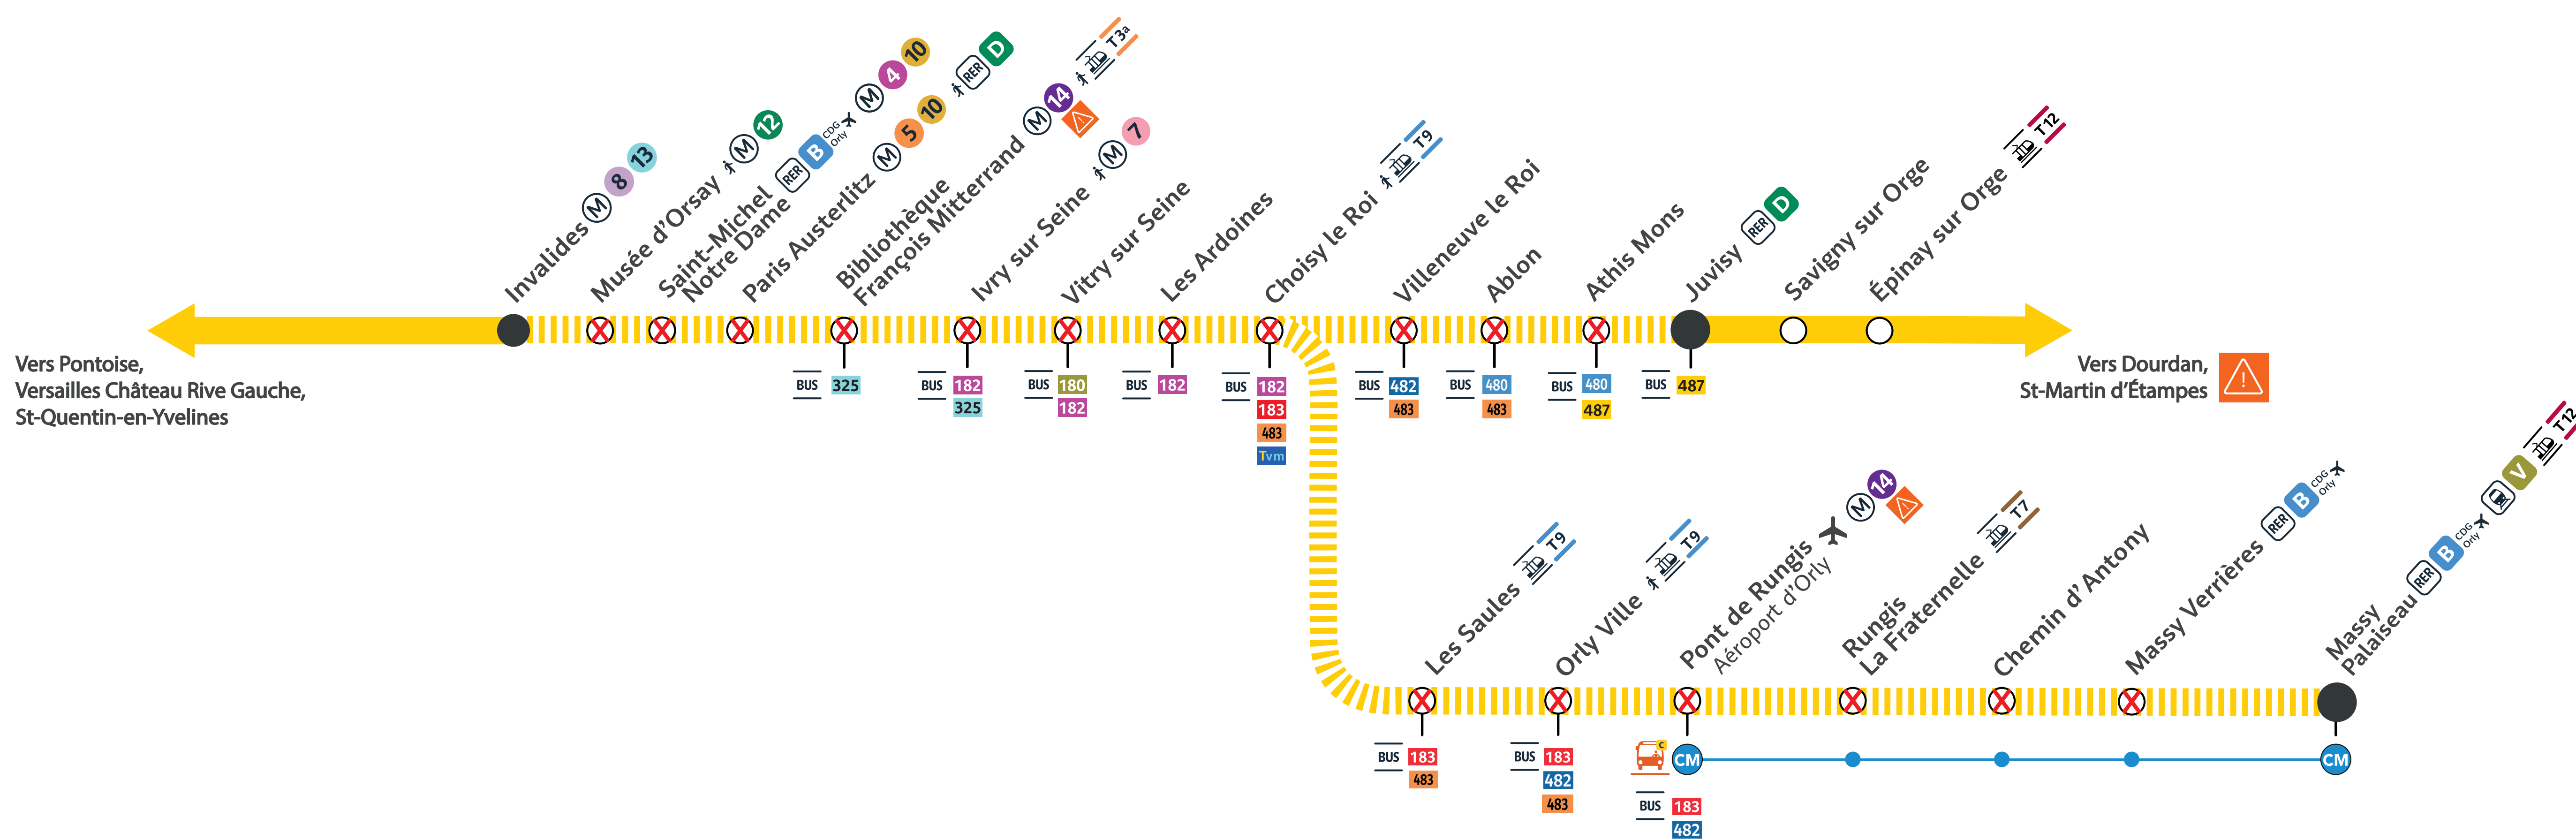 Invalides M 8 13
Musée d'Orsay M 12
Saint-Michel
Notre Dame RER B CDG Orly M 4 10
Paris Austerlitz M 5 10 RER D
Bibliothèque
François Mitterrand M 14 T3a
Ivry sur Seine M 7
Vitry sur Seine
Les Ardoines
Choisy le Roi T9
Villeneuve le Roi
Ablon
Athis Mons
Juvisy RER D
Savigny sur Orge
Épinay sur Orge T12
Vers Pontoise,
Versailles Château Rive Gauche,
St-Quentin-en-Yvelines
BUS 325
BUS 182
325
BUS 180
182
BUS 182
BUS 182
183
483
Tvm
BUS 482
483
BUS 480
483
BUS 480
487
BUS 487
Vers Dourdan,
St-Martin d'Étampes
Les Saules T9
Orly Ville T9
Pont de Rungis M 14
Aéroport d'Orly
Rungis
La Fraternelle T7
Chemin d'Antony
Massy Verrières RER B CDG Orly
Massy
Palaiseau RER B CDG Orly V T12
BUS 183
483
BUS 183
482
483
C CM
CM
BUS 183
482